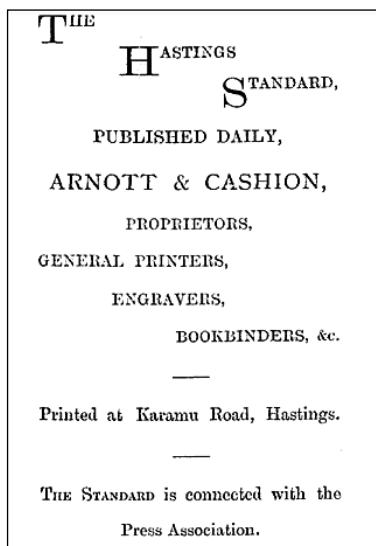 THE
HASTINGS
STANDARD,
PUBLISHED DAILY,
ARNOTT & CASHION,
PROPRIETORS,
GENERAL PRINTERS,
ENGRAVERS,
BOOKBINDERS, &c.
Printed at Karamu Road, Hastings.
THE STANDARD is connected with the
Press Association.